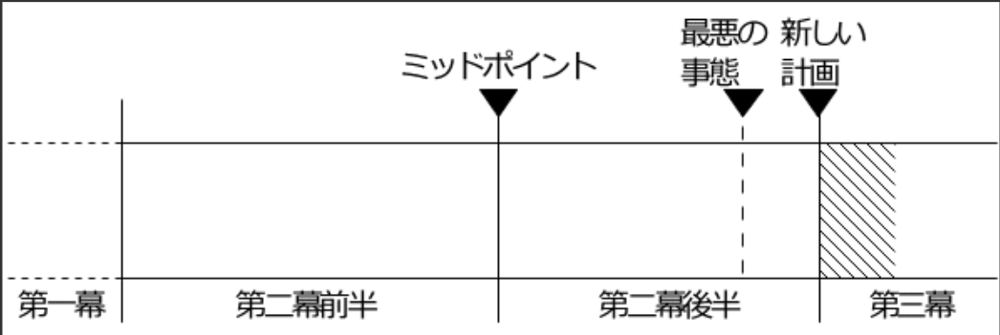 ミッドポイント
最悪の
事態
新しい
計画
第一幕
第二幕前半
第二幕後半
第三幕